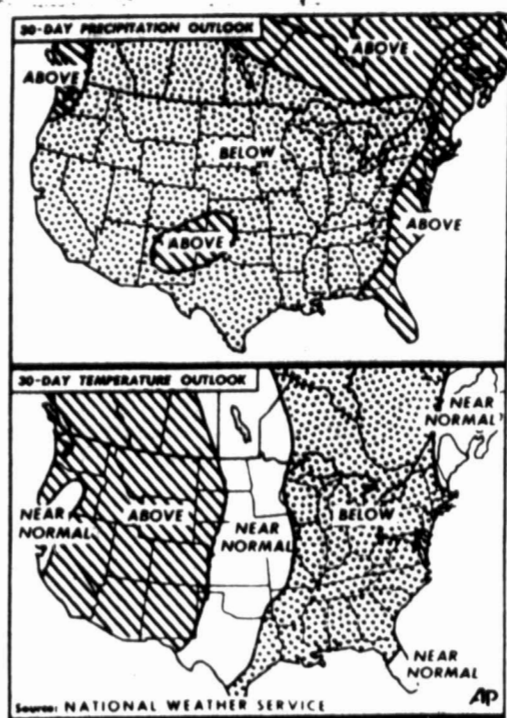 30-DAY PRECIPITATION OUTLOOK
ABOVE
ABOVE
BELOW
ABOVE
ABOVE
30-DAY TEMPERATURE OUTLOOK
NEAR
NORMAL
NEAR
NORMAL
ABOVE
NEAR
NORMAL
BELOW
NEAR
NORMAL
Source: NATIONAL WEATHER SERVICE
AP